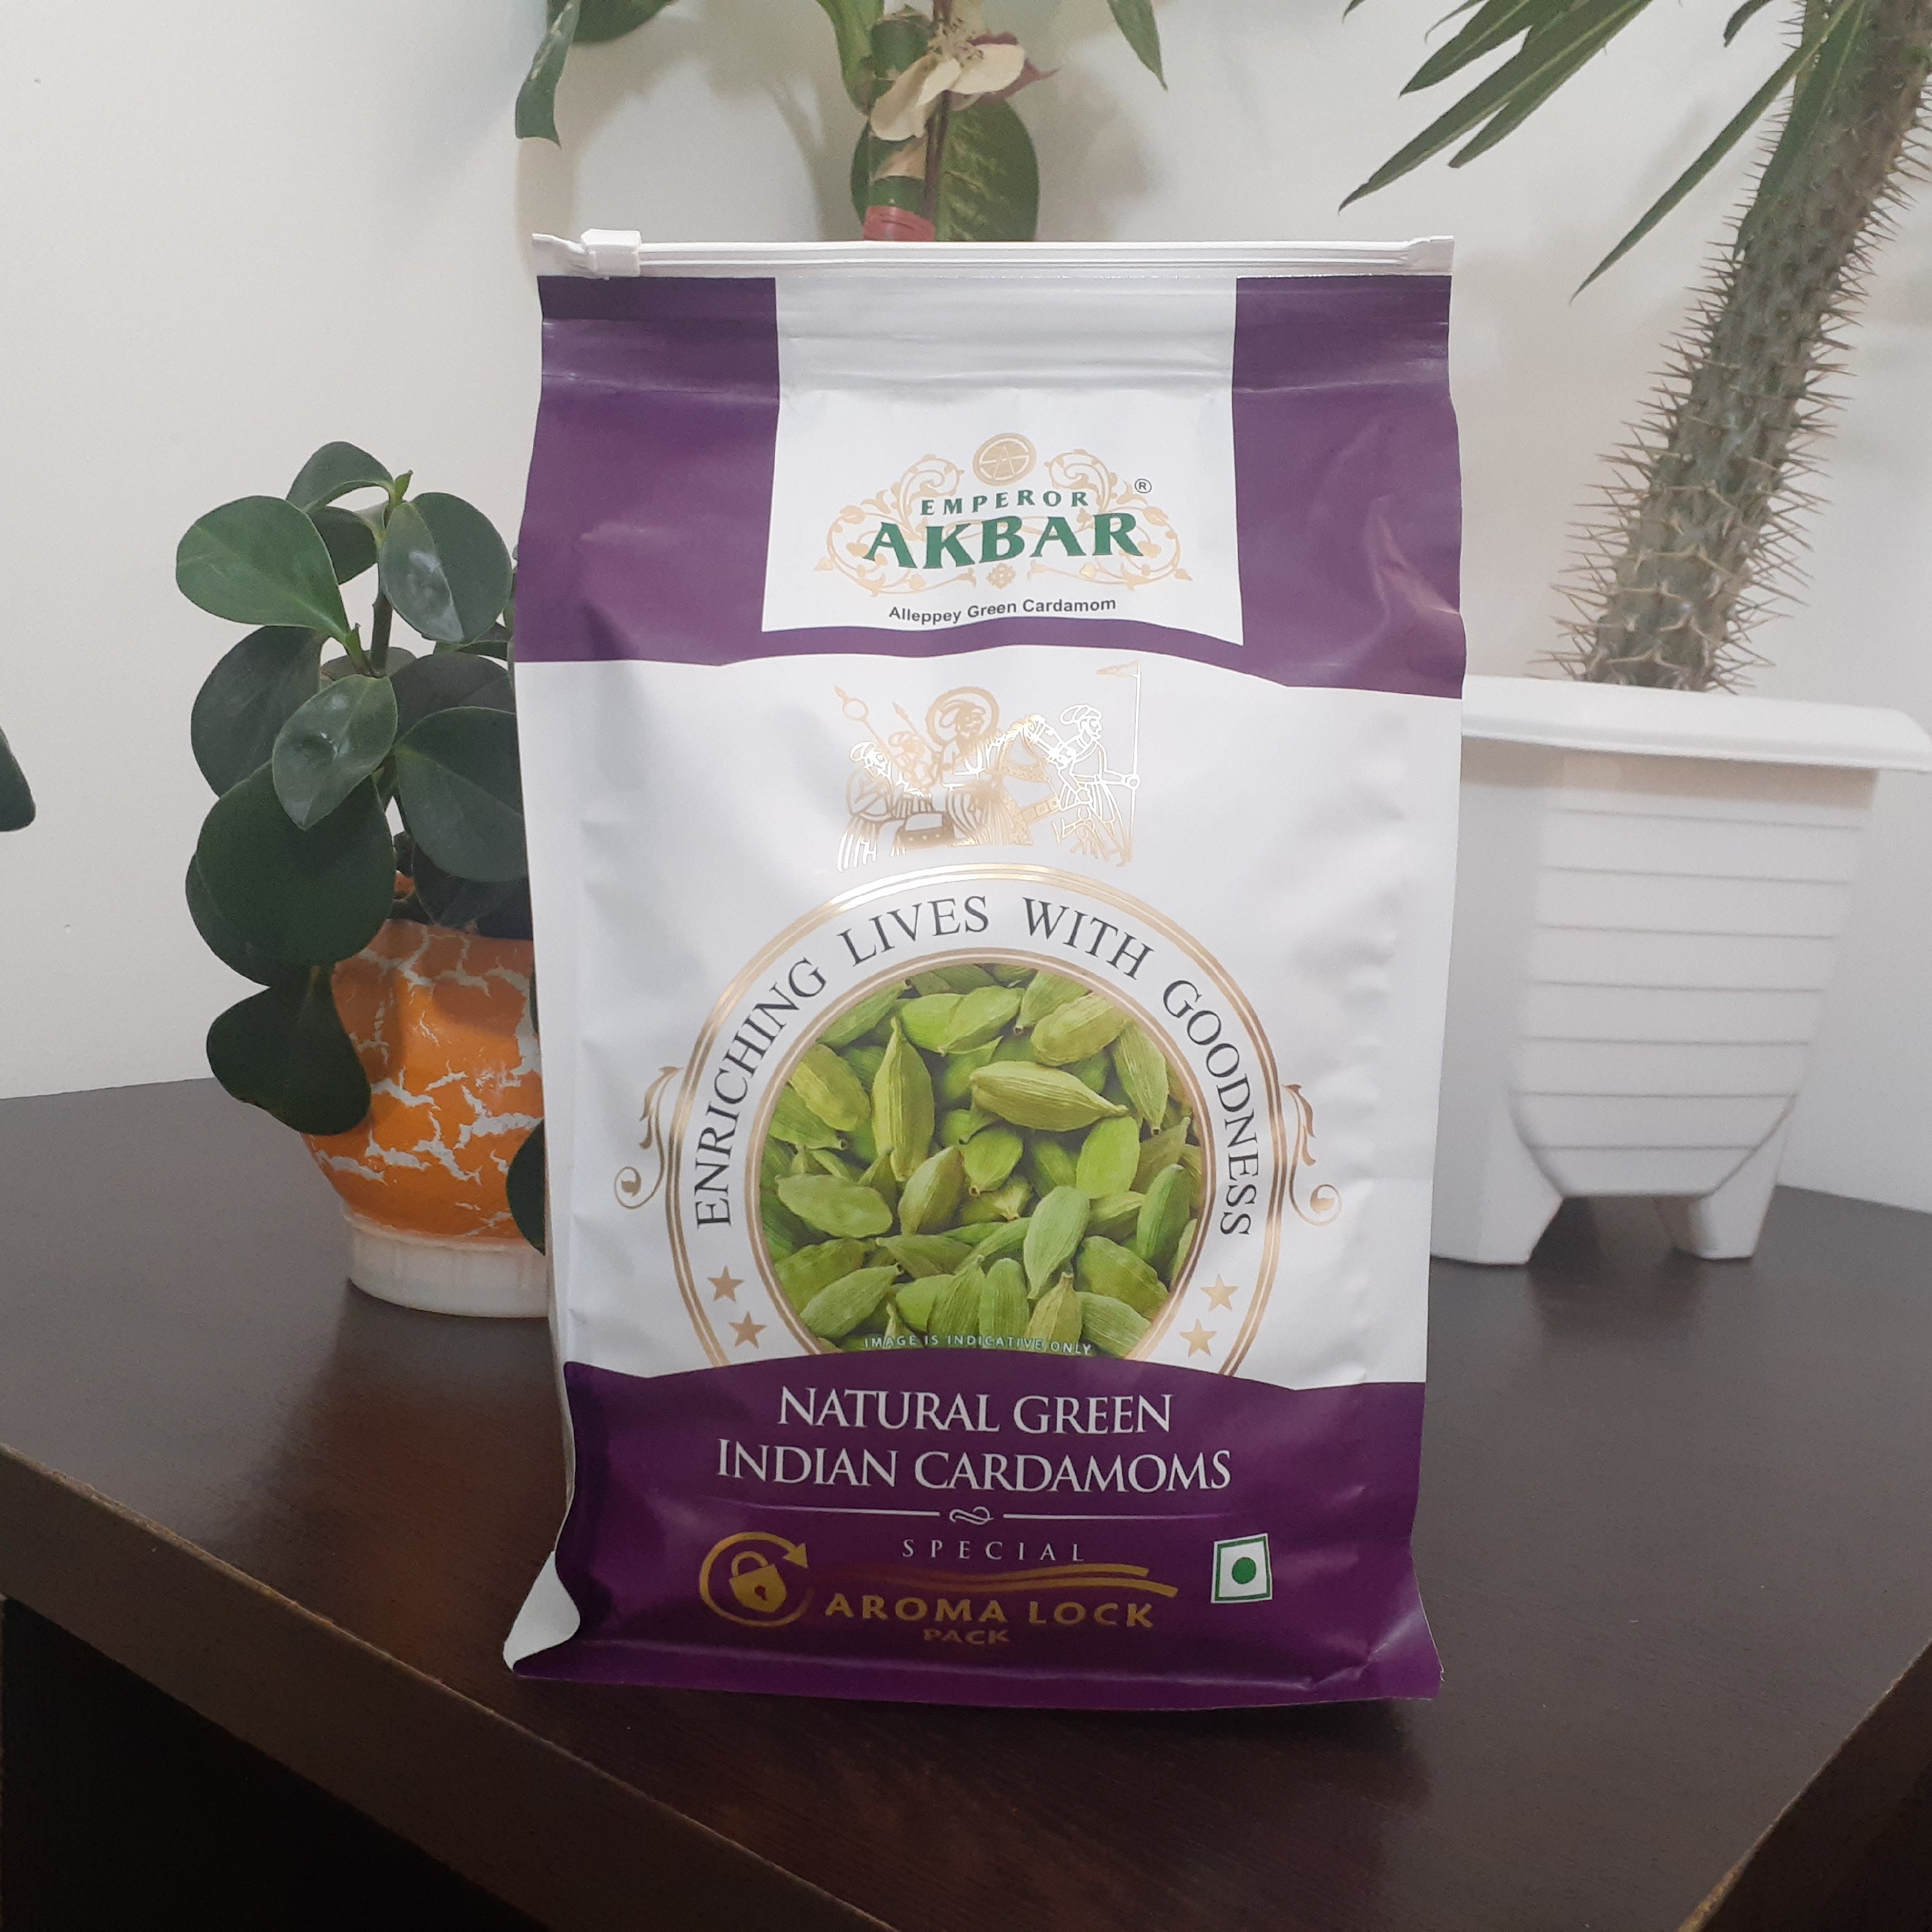 EMPEROR
AKBAR ®
Alleppey Green Cardamom
ENRICHING LIVES WITH GOODNESS
IMAGE IS INDICATIVE ONLY
NATURAL GREEN
INDIAN CARDAMOMS
SPECIAL
AROMA LOCK
PACK